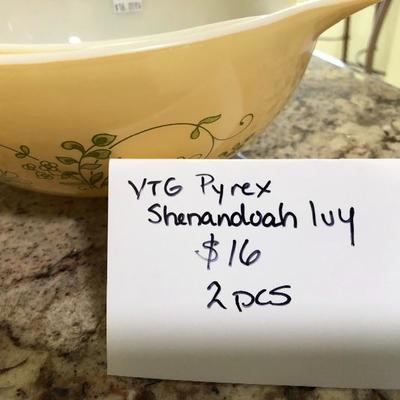 VTG Pyrex
Shenandoah Ivy
$16
2 pcs